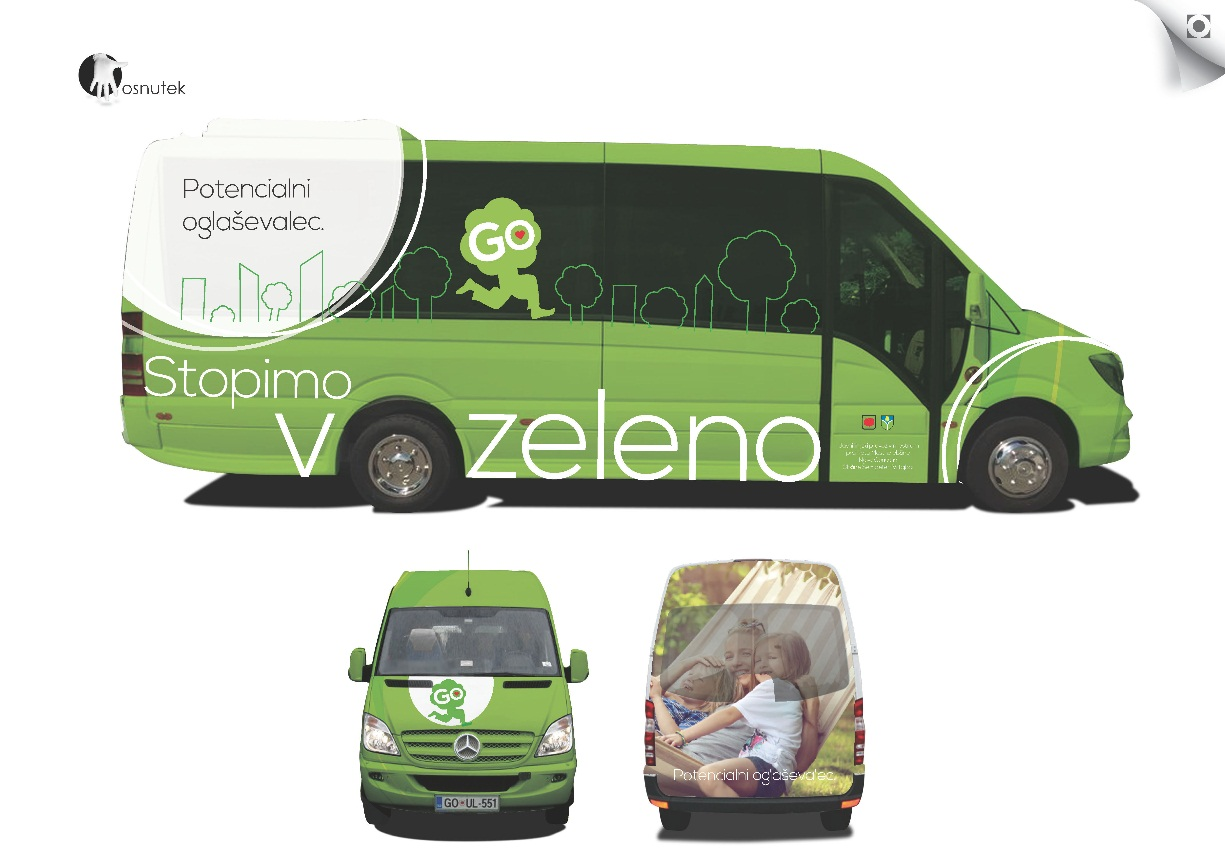 osnutek
Potencialni
oglaševalec.
GO
Stopimo
v zeleno
GO
GO UL-551
Potencialni oglaševalec.